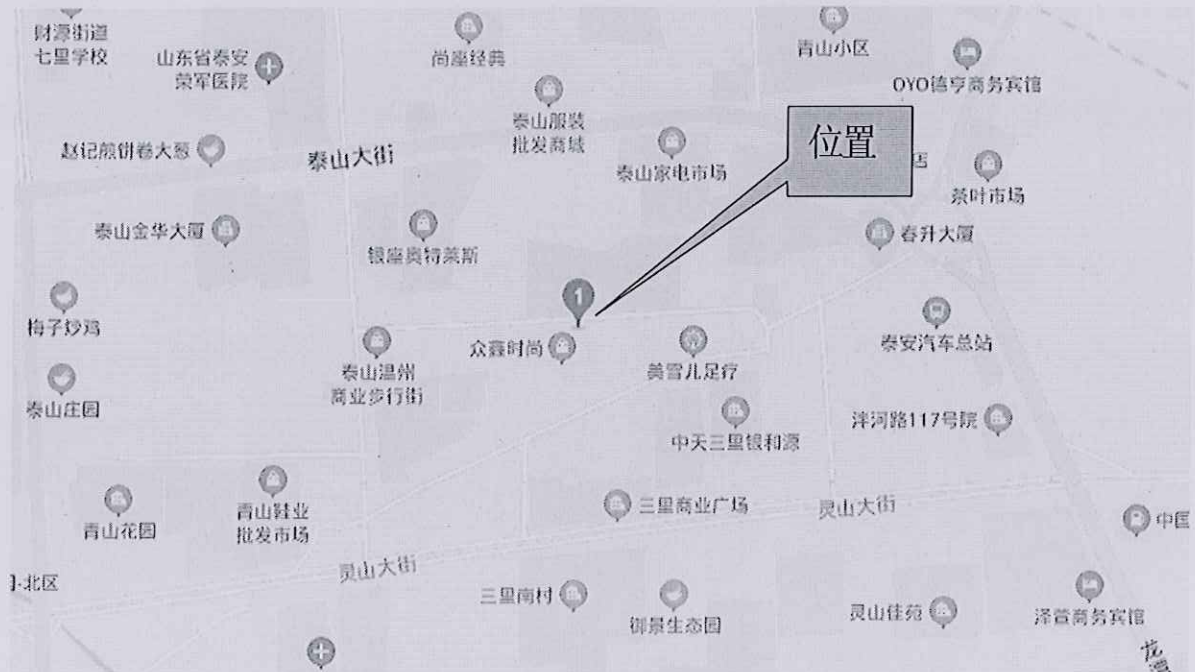 财源街道
七里学校
山东省泰安
荣军医院
尚座经典
青山小区
OYO德亨商务宾馆
泰山服装
批发商城
位置
赵记煎饼卷大葱
泰山大街
泰山家电市场
店
茶叶市场
泰山金华大厦
银座奥特莱斯
春升大厦
1
梅子炒鸡
众鑫时尚
泰安汽车总站
泰山温州
商业步行街
美雪儿足疗
泰山庄园
中天三里银和源
泮河路117号院
青山花园
青山鞋业
批发市场
三里商业广场
灵山大街
中国
灵山大街
北区
三里南村
御景生态园
灵山佳苑
泽萱商务宾馆
龙潭